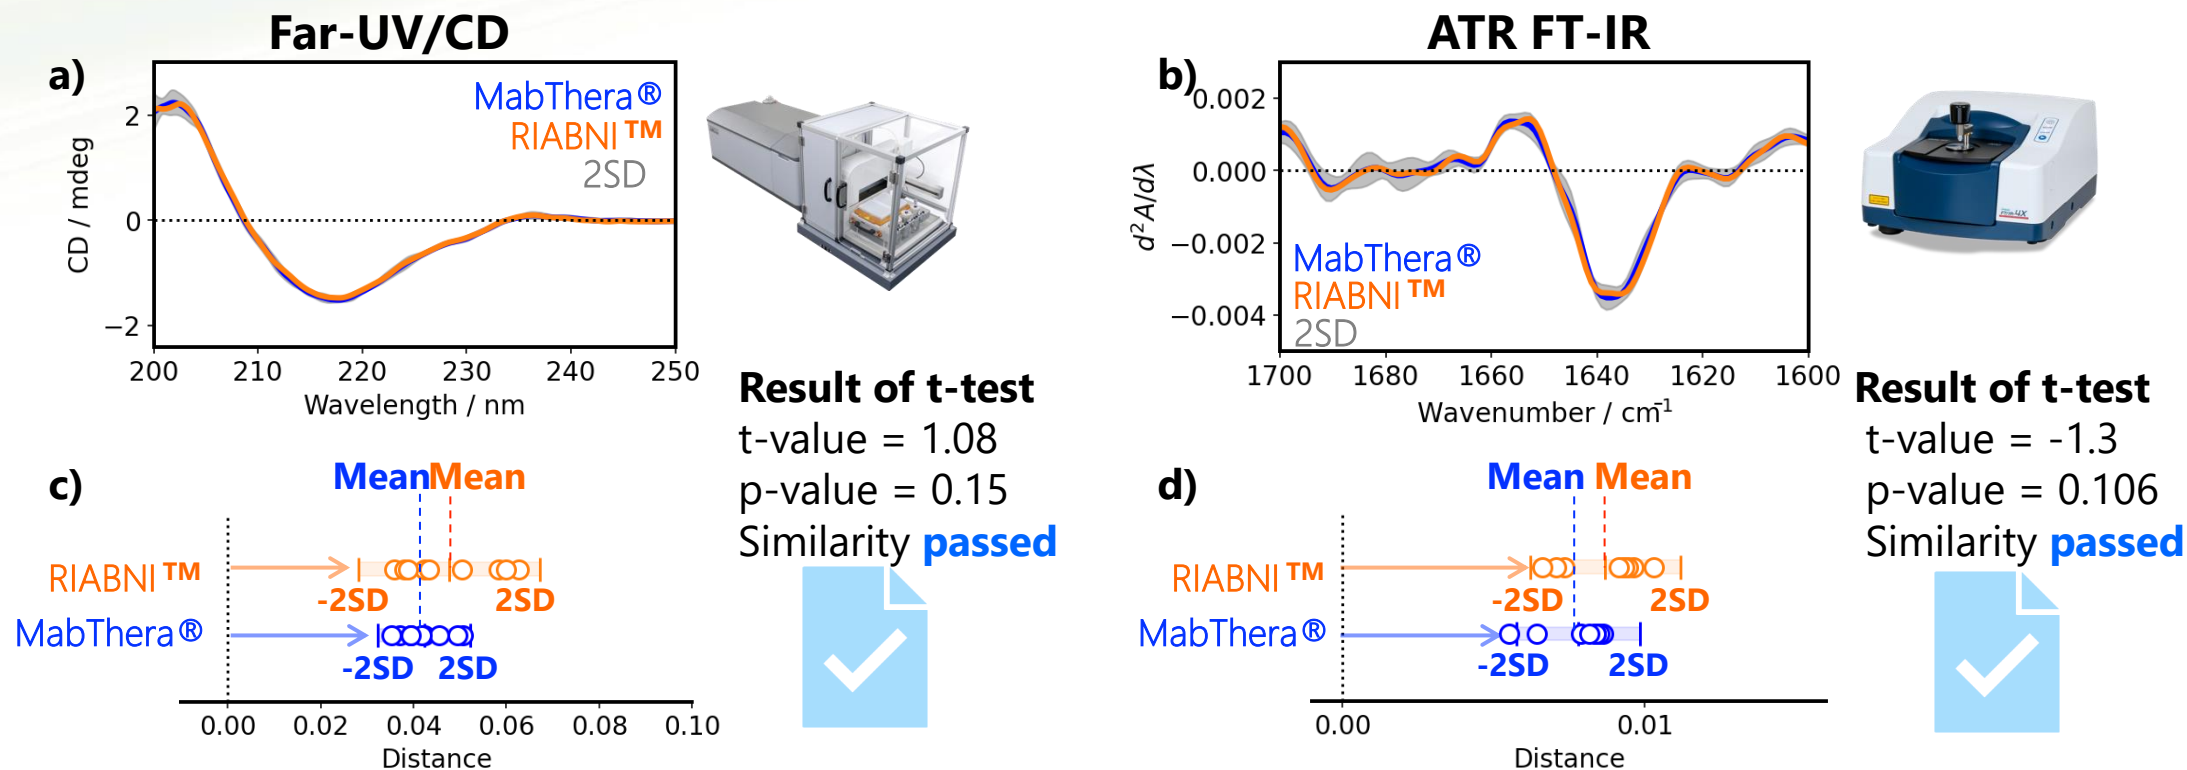 Far-UV/CD
a)
MabThera®
RIABNI™
2SD
CD / mdeg
2
0
−2
200 210 220 230 240 250
Wavelength / nm
ATR FT-IR
b)
0.002
0.000
−0.002
−0.004
d²A/dλ
MabThera®
RIABNI™
2SD
1700 1680 1660 1640 1620 1600
Wavenumber / cm⁻¹
Result of t-test
t-value = 1.08
p-value = 0.15
Similarity passed
Result of t-test
t-value = -1.3
p-value = 0.106
Similarity passed
c)
Mean Mean
RIABNI™
-2SD 2SD
MabThera®
-2SD 2SD
0.00 0.02 0.04 0.06 0.08 0.10
Distance
d)
Mean Mean
RIABNI™
-2SD 2SD
MabThera®
-2SD 2SD
0.00 0.01
Distance